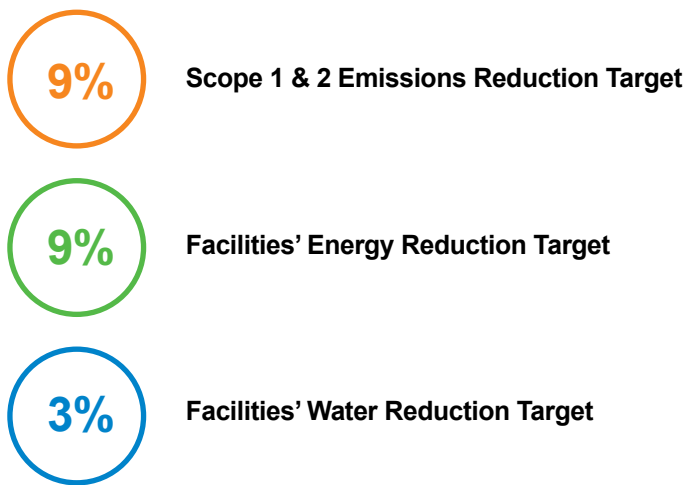 9%
Scope 1 & 2 Emissions Reduction Target
9%
Facilities’ Energy Reduction Target
3%
Facilities’ Water Reduction Target